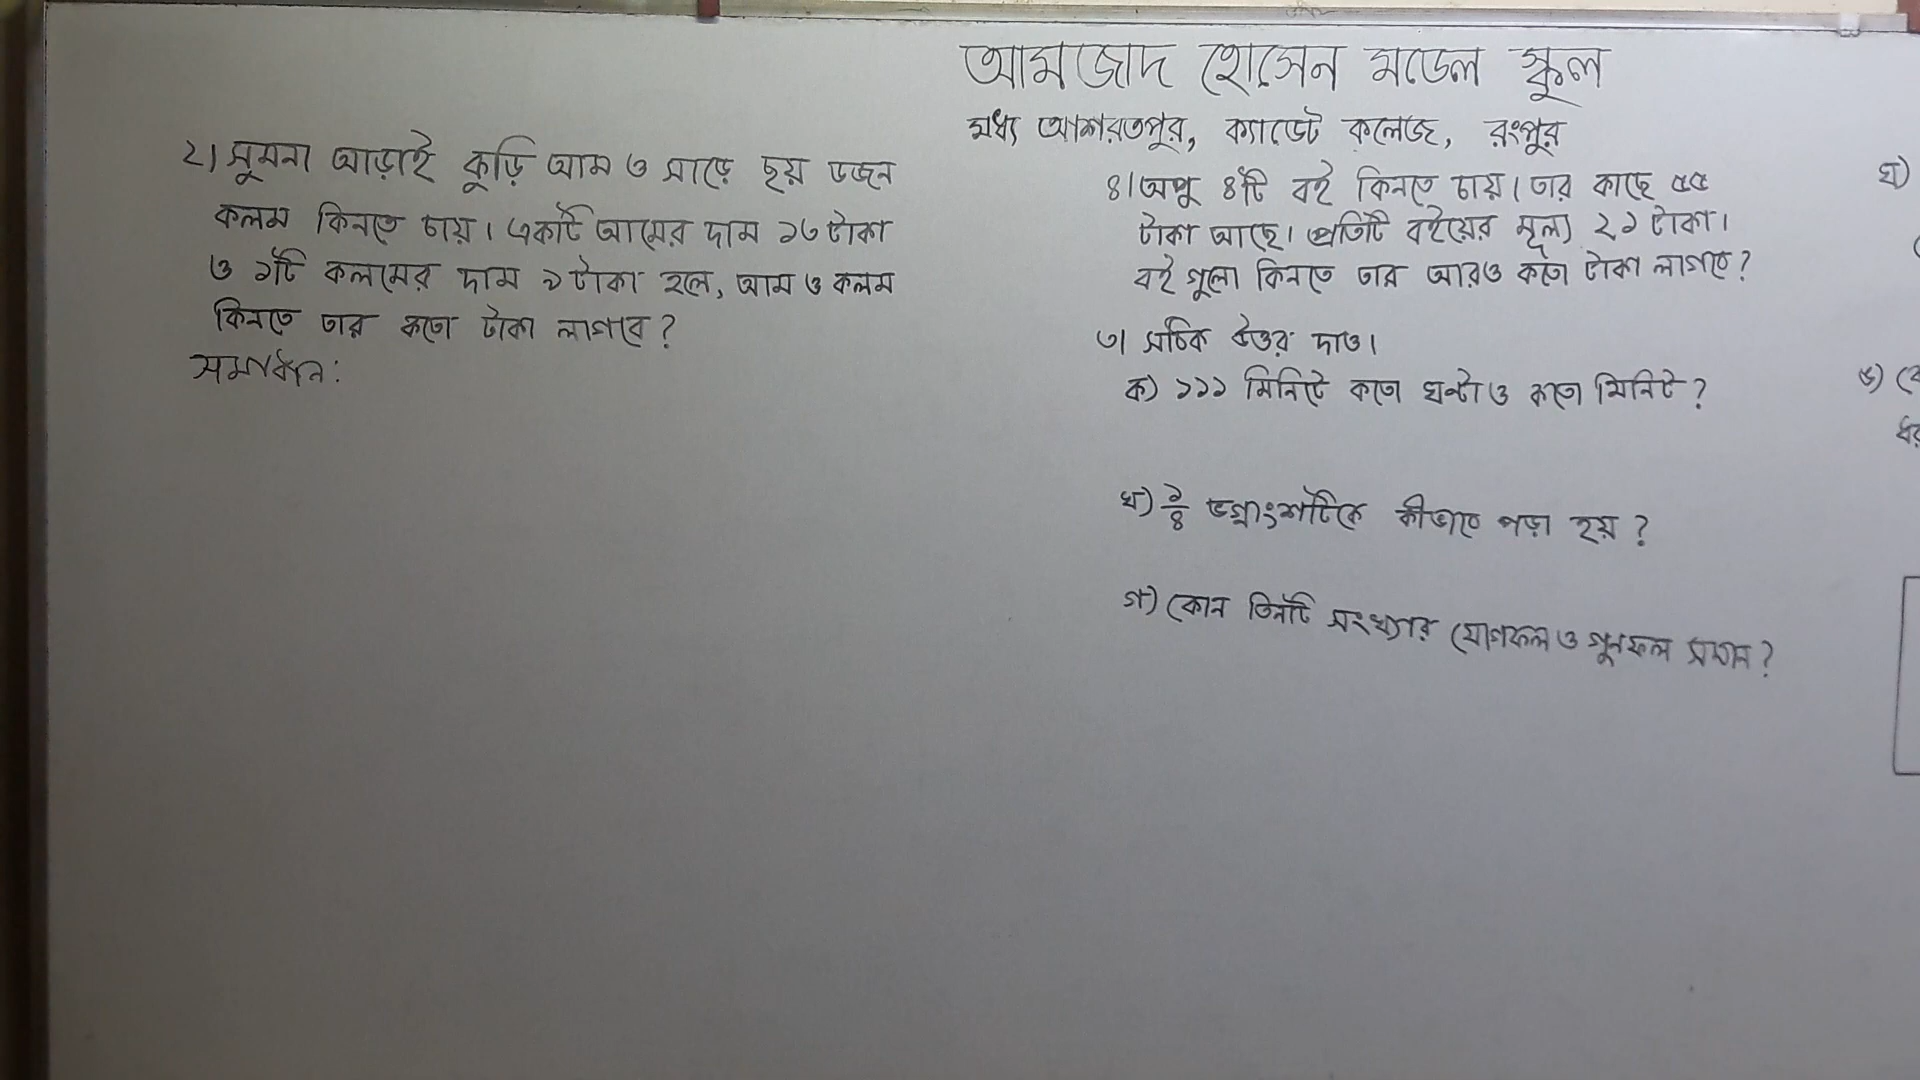 আমজাদ হোসেন মডেল স্কুল
মধ্য আশরতপুর, ক্যাডেট কলেজ, রংপুর
২। সুমনা আড়াই কুড়ি আম ও সাড়ে ছয় ডজন
কলম কিনতে চায়। একটি আমের দাম ১৬ টাকা
ও ১টি কলমের দাম ৯ টাকা হলে, আম ও কলম
কিনতে তার কতো টাকা লাগবে?
সমাধান:
৪। অপু ৪টি বই কিনতে চায়। তার কাছে ৫৫
টাকা আছে। প্রতিটি বইয়ের মূল্য ২১ টাকা।
বই গুলো কিনতে তার আরও কতো টাকা লাগবে?
৩। সঠিক উত্তর দাও।
ক) ১১১ মিনিটে কতো ঘন্টা ও কতো মিনিট?
খ) ১/৪ ভগ্নাংশটিকে কীভাবে পড়া হয়?
গ) কোন তিনটি সংখ্যার যোগফল ও গুনফল সমান?
ঘ)
ঙ)